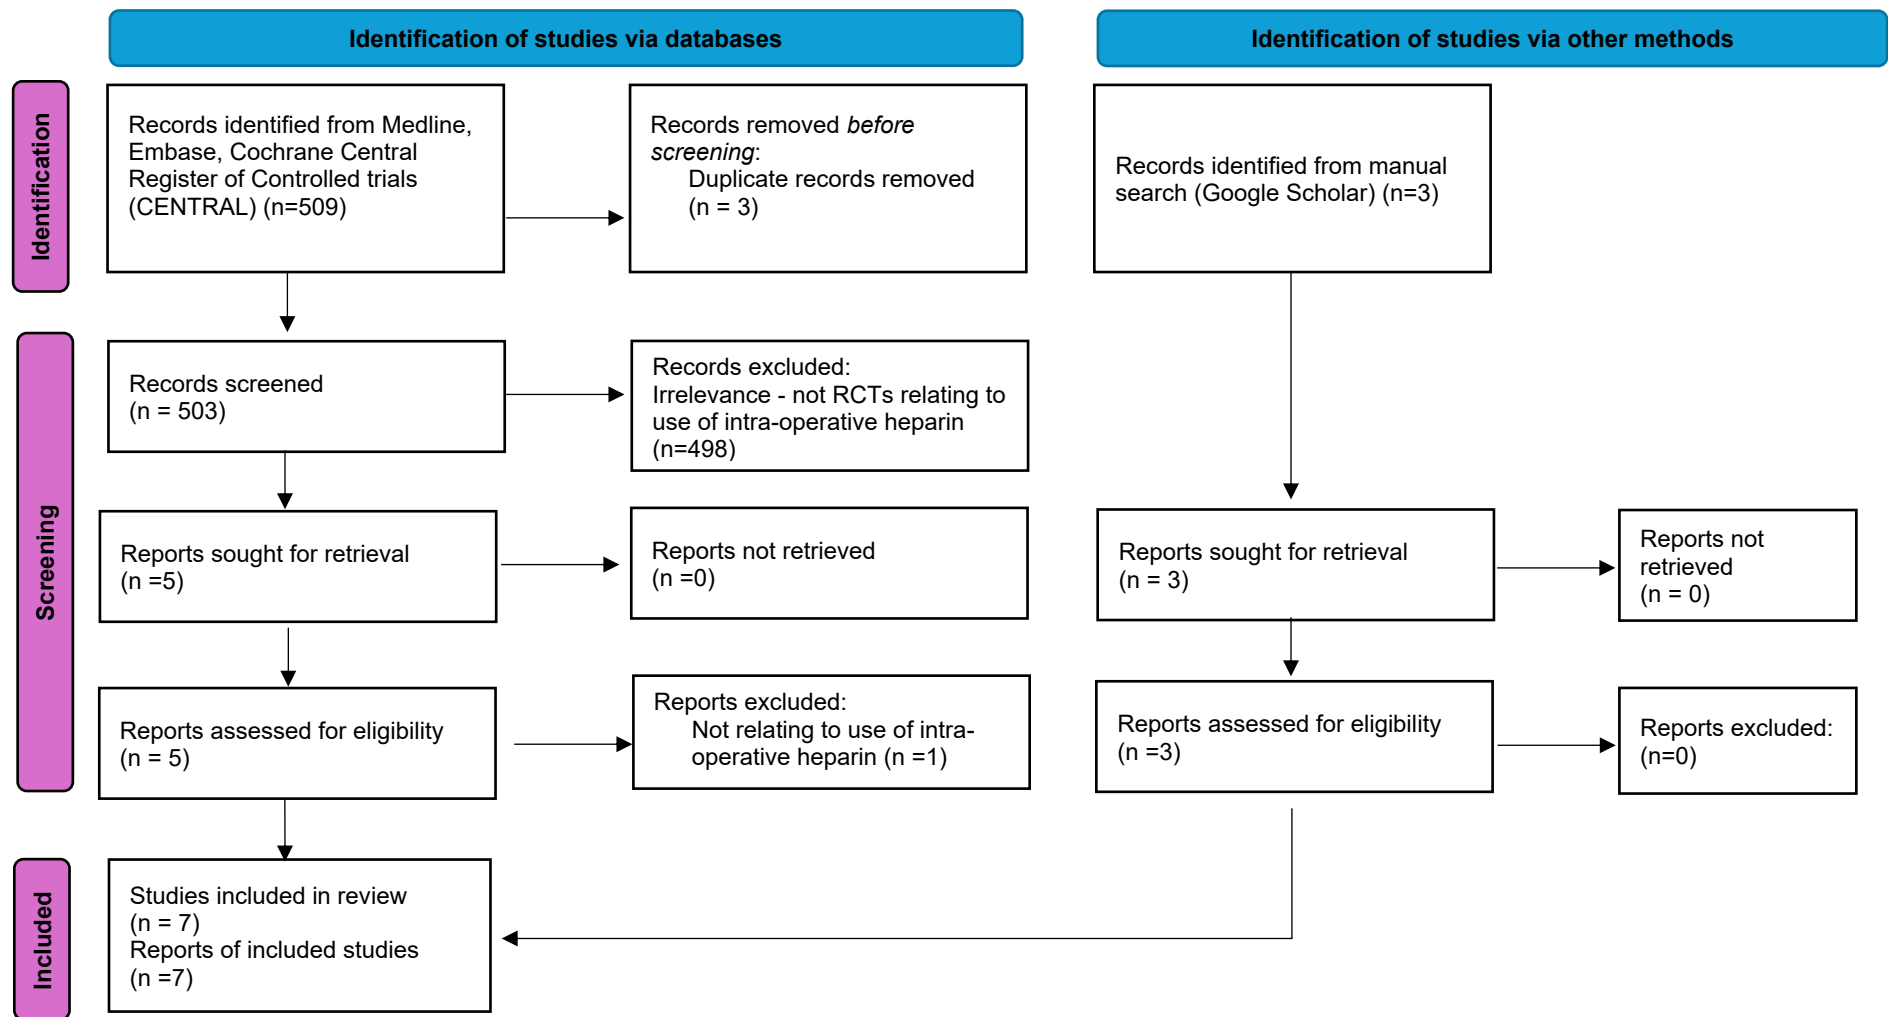 Identification of studies via databases
Identification of studies via other methods
Identification
Records identified from Medline,
Embase, Cochrane Central
Register of Controlled trials
(CENTRAL) (n=509)
Records removed before
screening:
Duplicate records removed
(n = 3)
Records identified from manual
search (Google Scholar) (n=3)
Screening
Records screened
(n = 503)
Records excluded:
Irrelevance - not RCTs relating to
use of intra-operative heparin
(n=498)
Reports sought for retrieval
(n =5)
Reports not retrieved
(n =0)
Reports sought for retrieval
(n = 3)
Reports not
retrieved
(n = 0)
Reports assessed for eligibility
(n = 5)
Reports excluded:
Not relating to use of intra-
operative heparin (n =1)
Reports assessed for eligibility
(n =3)
Reports excluded:
(n=0)
Included
Studies included in review
(n = 7)
Reports of included studies
(n =7)